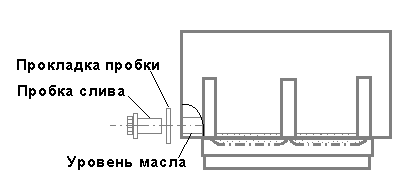 Прокладка пробки
Пробка слива
Уровень масла